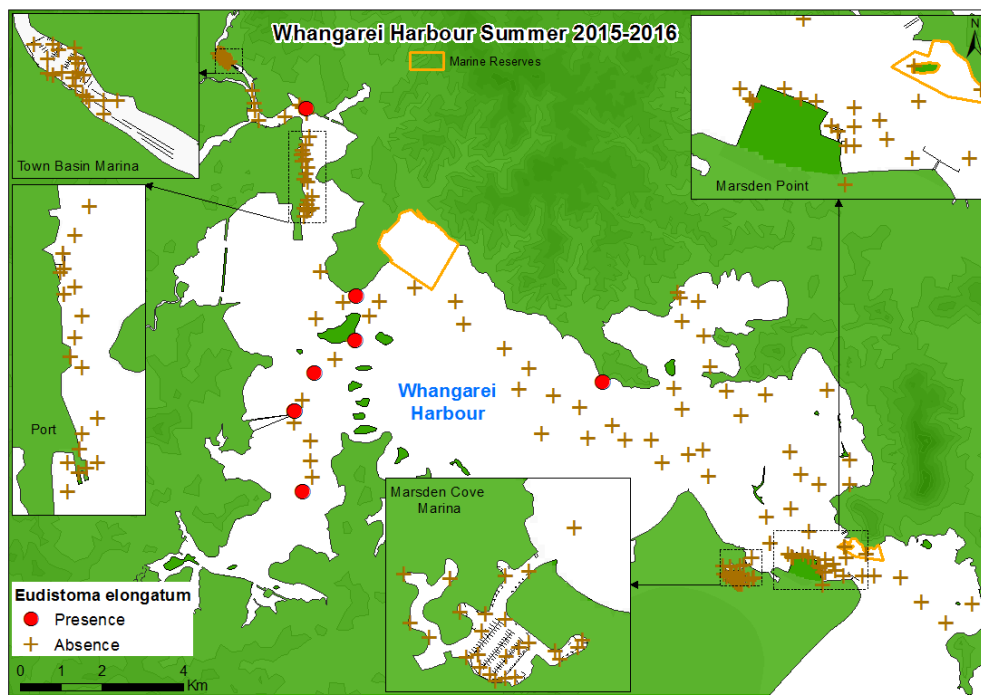 Whangarei Harbour Summer 2015-2016
Marine Reserves
N
Town Basin Marina
Marsden Point
Port
Whangarei
Harbour
Marsden Cove
Marina
Eudistoma elongatum
Presence
Absence
0 1 2 4
Km